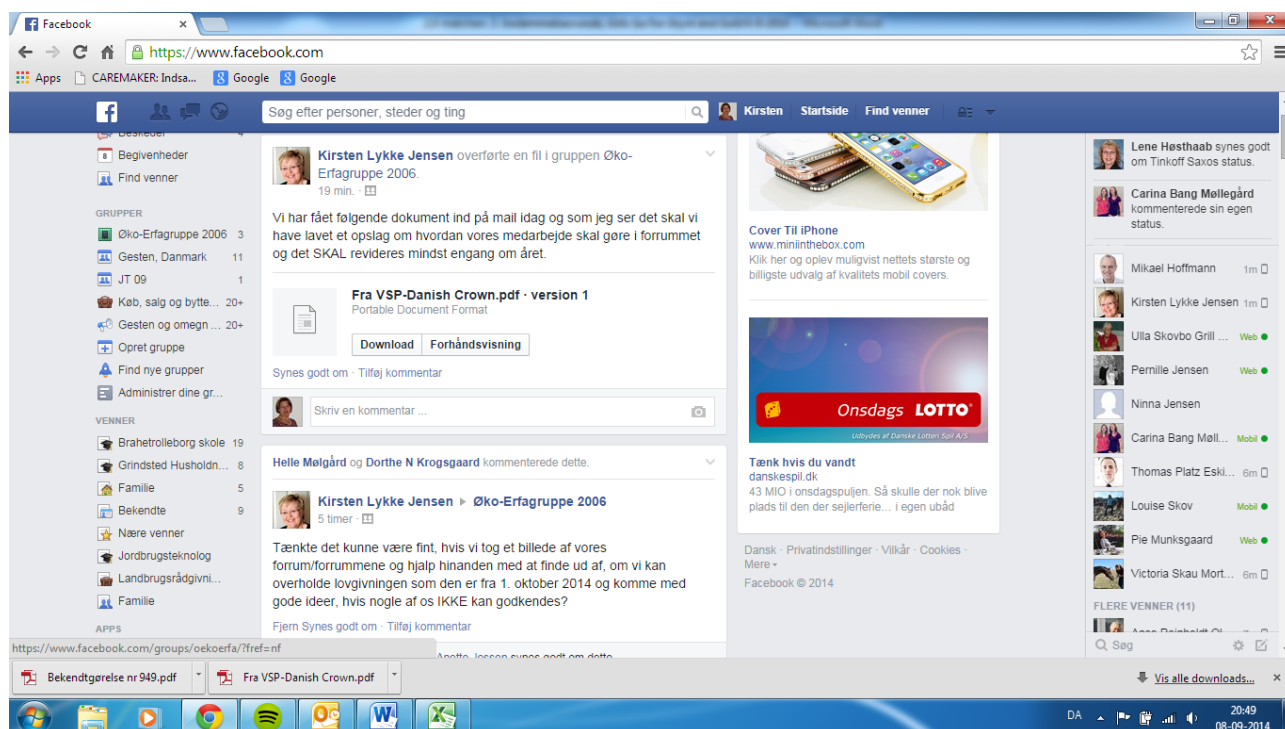 Facebook
https://www.facebook.com
Apps CAREMAKER: Indsa... Google Google
Søg efter personer, steder og ting
Kirsten Startside Find venner
Beskeder 4
Begivenheder
Find venner
GRUPPER
Øko-Erfagruppe 2006 3
Gesten, Danmark 11
JT 09 1
Køb, salg og bytte... 20+
Gesten og omegn ... 20+
Opret gruppe
Find nye grupper
Administrer dine gr...
VENNER
Brahetrolleborg skole 19
Grindsted Husholdn... 8
Familie 5
Bekendte 9
Nære venner
Jordbrugsteknolog
Landbrugsrådgivni...
Familie
APPS
https://www.facebook.com/groups/oekoerfa/?fref=nf
Kirsten Lykke Jensen overførte en fil i gruppen Øko-
Erfagruppe 2006.
19 min. ·
Vi har fået følgende dokument ind på mail idag og som jeg ser det skal vi
have lavet et opslag om hvordan vores medarbejde skal gøre i forrummet
og det SKAL revideres mindst engang om året.
Fra VSP-Danish Crown.pdf · version 1
Portable Document Format
Download Forhåndsvisning
Synes godt om · Tilføj kommentar
Skriv en kommentar ...
Helle Mølgård og Dorthe N Krogsgaard kommenterede dette.
Kirsten Lykke Jensen ▸ Øko-Erfagruppe 2006
5 timer ·
Tænkte det kunne være fint, hvis vi tog et billede af vores
forrum/forrummene og hjalp hinanden med at finde ud af, om vi kan
overholde lovgivningen som den er fra 1. oktober 2014 og komme med
gode ideer, hvis nogle af os IKKE kan godkendes?
Fjern Synes godt om · Tilføj kommentar
Anette Jessen synes godt om dette
Cover Til iPhone
www.miniinthebox.com
Klik her og oplev muligvist nettets største og
billigste udvalg af kvalitets mobil covers.
Onsdags LOTTO
Udbydes af Danske Lotteri Spil A/S
Tænk hvis du vandt
danskespil.dk
43 MIO i onsdagspuljen. Så skulle der nok blive
plads til den der sejlerferie... i egen ubåd
Dansk · Privatindstillinger · Vilkår · Cookies ·
Mere
Facebook © 2014
Lene Høsthaab synes godt
om Tinkoff Saxos status.
Carina Bang Møllegård
kommenterede sin egen
status.
Mikael Hoffmann 1m
Kirsten Lykke Jensen 1m
Ulla Skovbo Grill ... Web
Pernille Jensen Web
Ninna Jensen
Carina Bang Møll... Mobil
Thomas Platz Eski... 6m
Louise Skov Mobil
Pie Munksgaard Web
Victoria Skau Mort... 6m
FLERE VENNER (11)
Søg
Bekendtgørelse nr 949.pdf Fra VSP-Danish Crown.pdf Vis alle downloads...
DA 20:49
08-09-2014